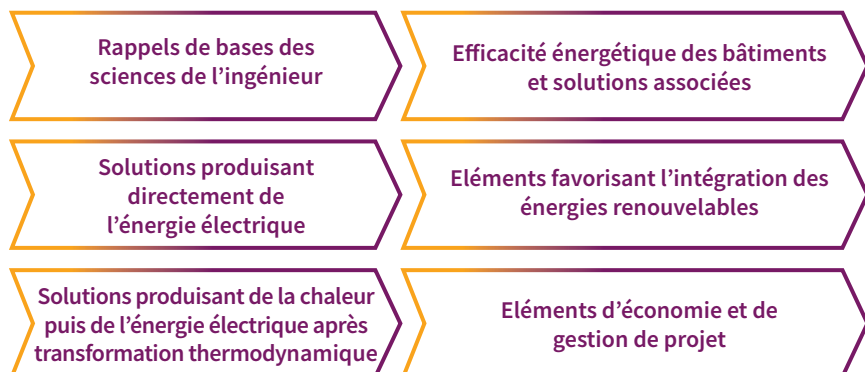 Rappels de bases des
sciences de l’ingénieur
Efficacité énergétique des bâtiments
et solutions associées
Solutions produisant
directement de
l’énergie électrique
Eléments favorisant l’intégration des
énergies renouvelables
Solutions produisant de la chaleur
puis de l’énergie électrique après
transformation thermodynamique
Eléments d’économie et de
gestion de projet